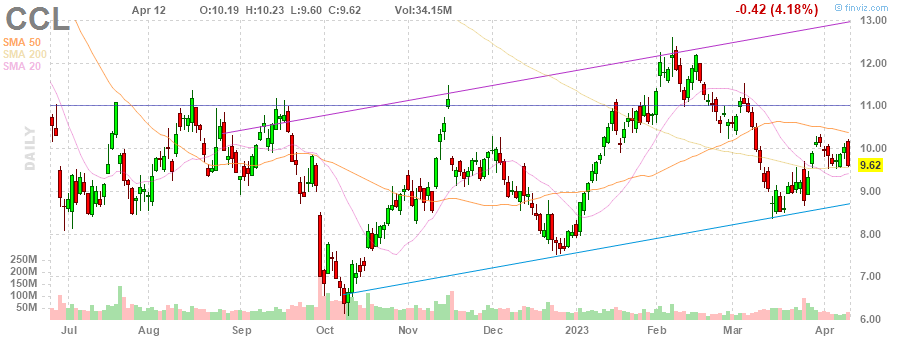 CCL Apr 12 O:10.19 H:10.23 L:9.60 C:9.62 Vol:34.15M -0.42 (4.18%) © finviz.com
SMA 50
SMA 200
SMA 20
DAILY
13.00
12.00
11.00
10.00
9.62
9.00
8.00
7.00
6.00
250M
200M
150M
100M
50M
Jul Aug Sep Oct Nov Dec 2023 Feb Mar Apr